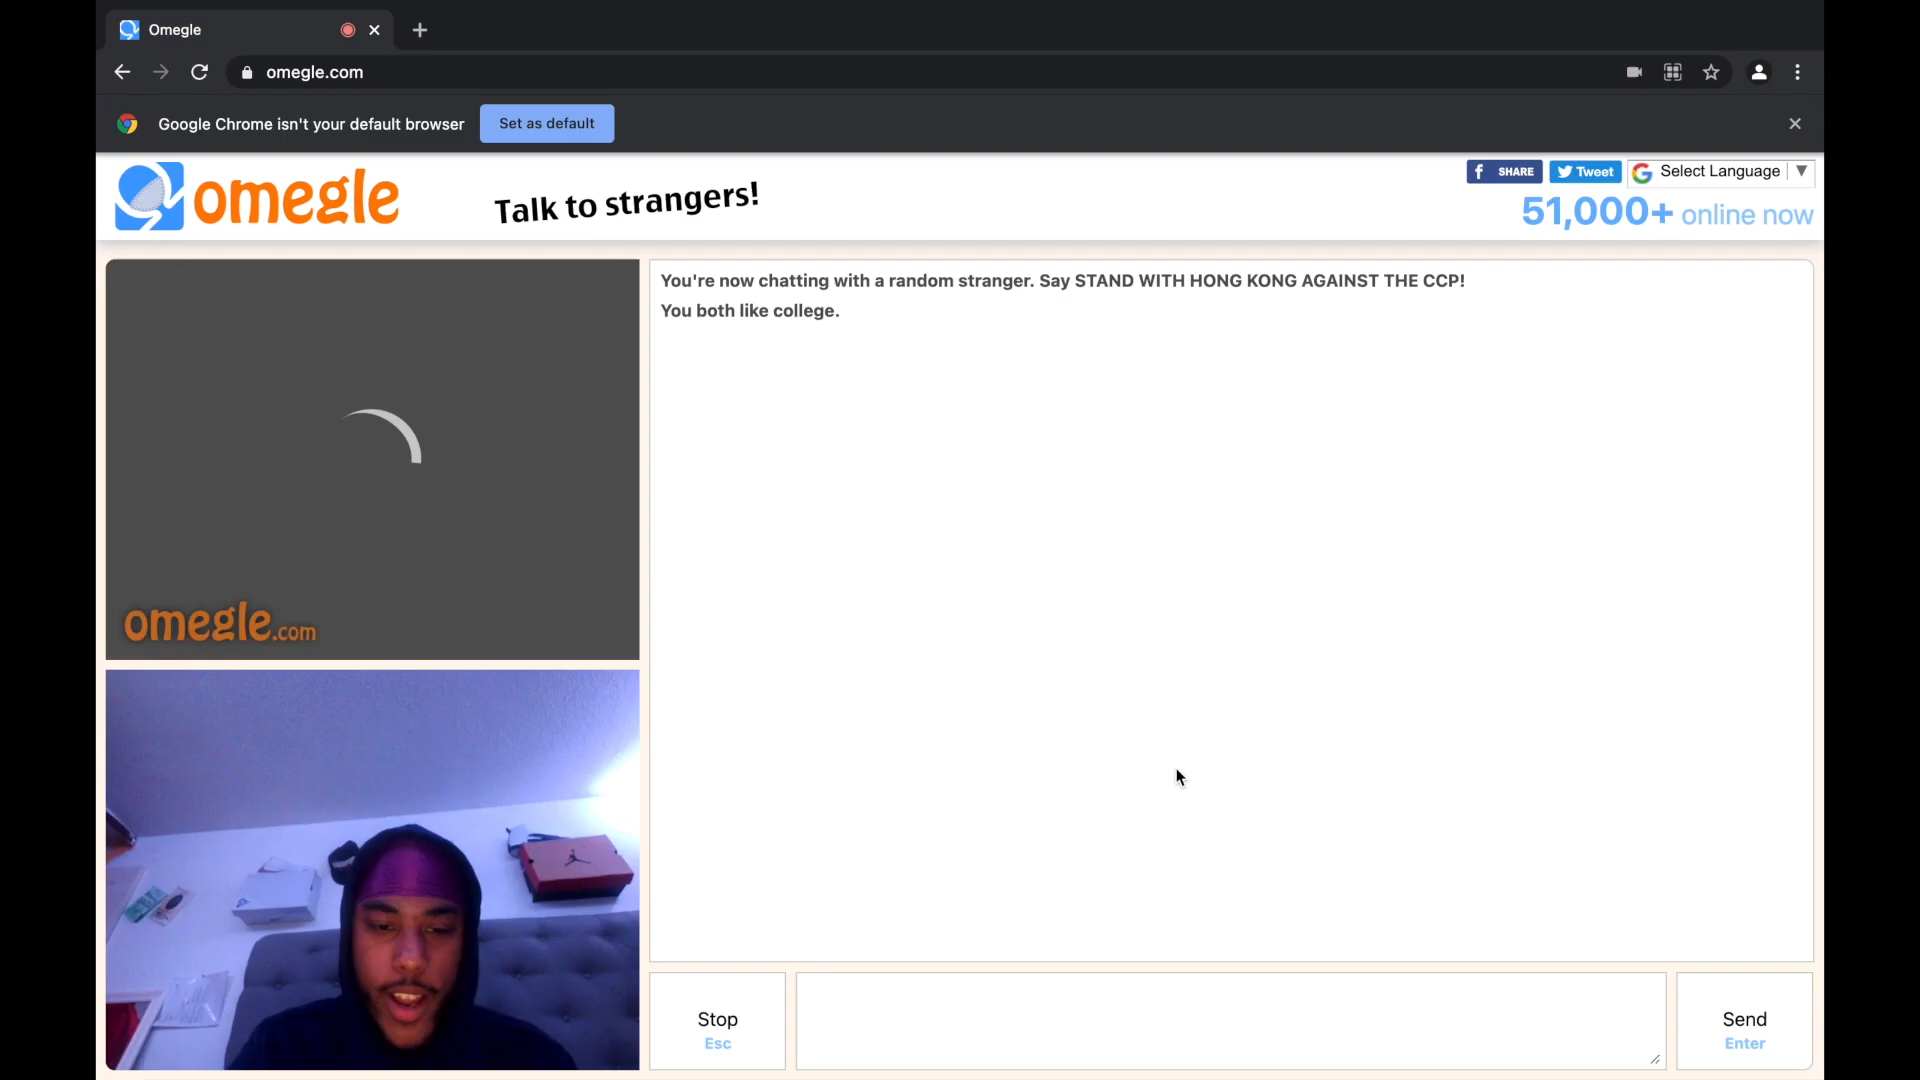 Omegle
omegle.com
Google Chrome isn't your default browser
Set as default
omegle
Talk to strangers!
SHARE
Tweet
Select Language
51,000+ online now
You're now chatting with a random stranger. Say STAND WITH HONG KONG AGAINST THE CCP!
You both like college.
omegle.com
Stop
Esc
Send
Enter